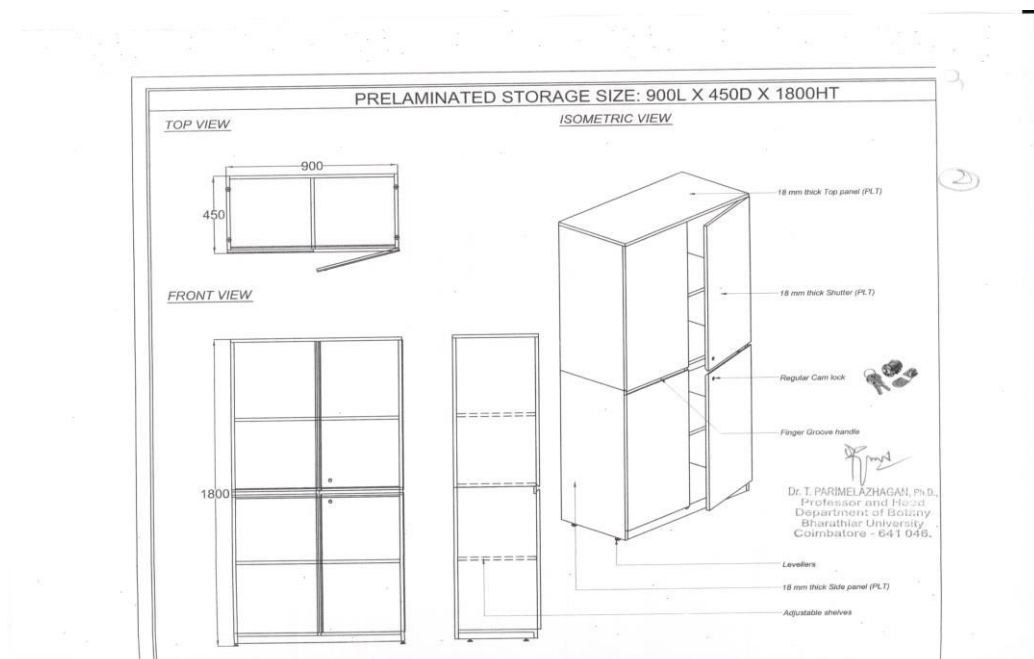 PRELAMINATED STORAGE SIZE: 900L X 450D X 1800HT
TOP VIEW
ISOMETRIC VIEW
900
450
18 mm thick Top panel (PLT)
FRONT VIEW
18 mm thick Shutter (PLT)
Regular Cam lock
Finger Groove handle
1800
Dr. T. PARIMELAZHAGAN, Ph.D.,
Professor and Head
Department of Botany
Bharathiar University
Coimbatore - 641 046.
Levellers
18 mm thick Side panel (PLT)
Adjustable shelves
2